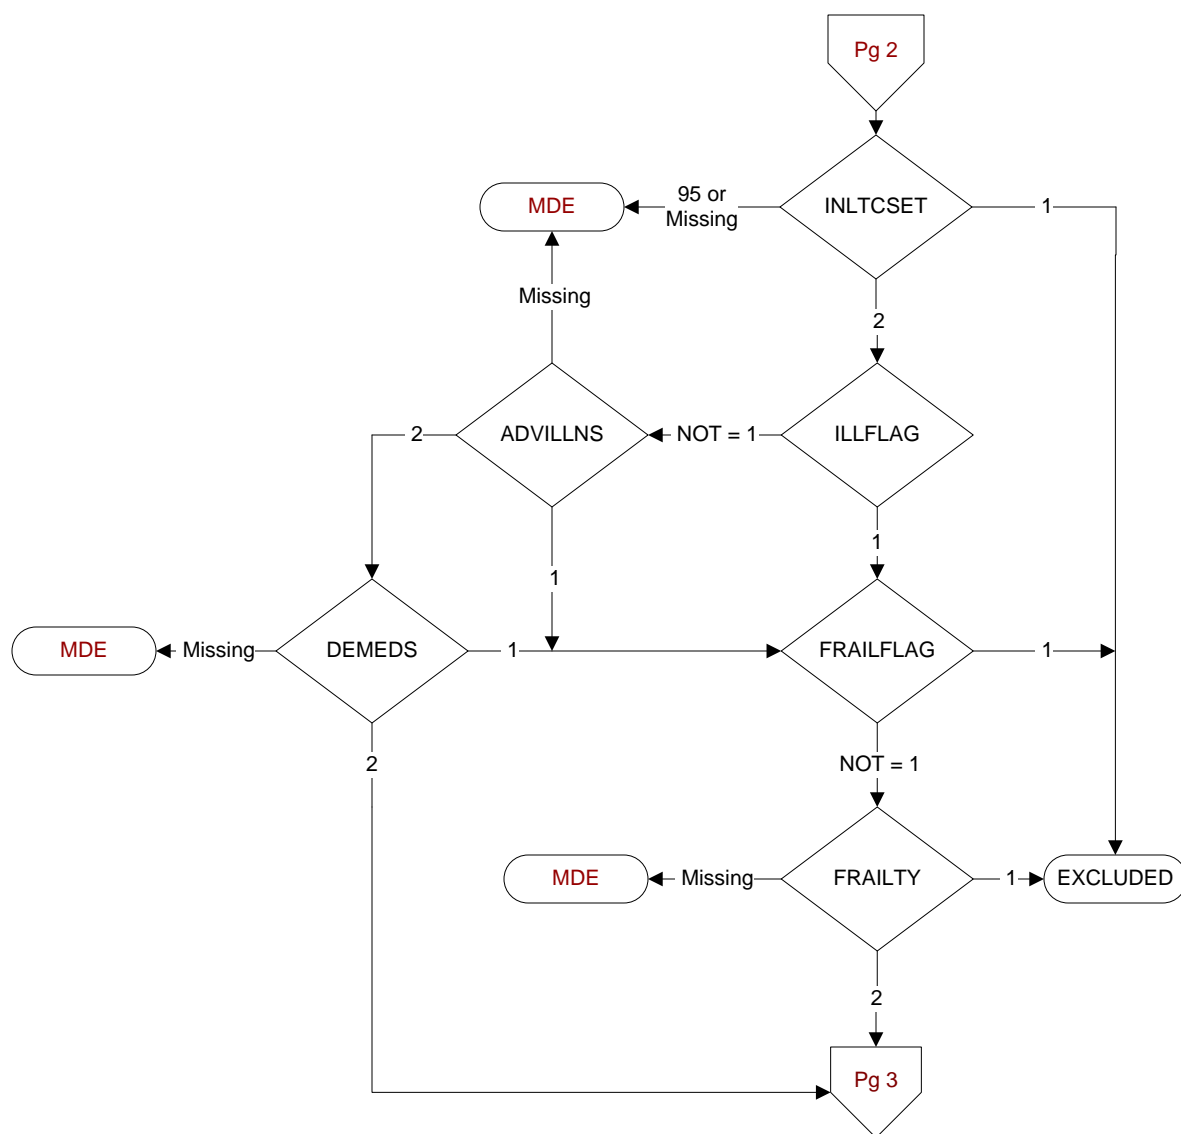 Pg 2
INLTCSET
95 or
Missing
MDE
1
Missing
2
ADVILLNS
NOT = 1
ILLFLAG
2
1
1
MDE
Missing
DEMEDS
1
FRAILFLAG
1
2
NOT = 1
MDE
Missing
FRAILTY
1
EXCLUDED
2
Pg 3